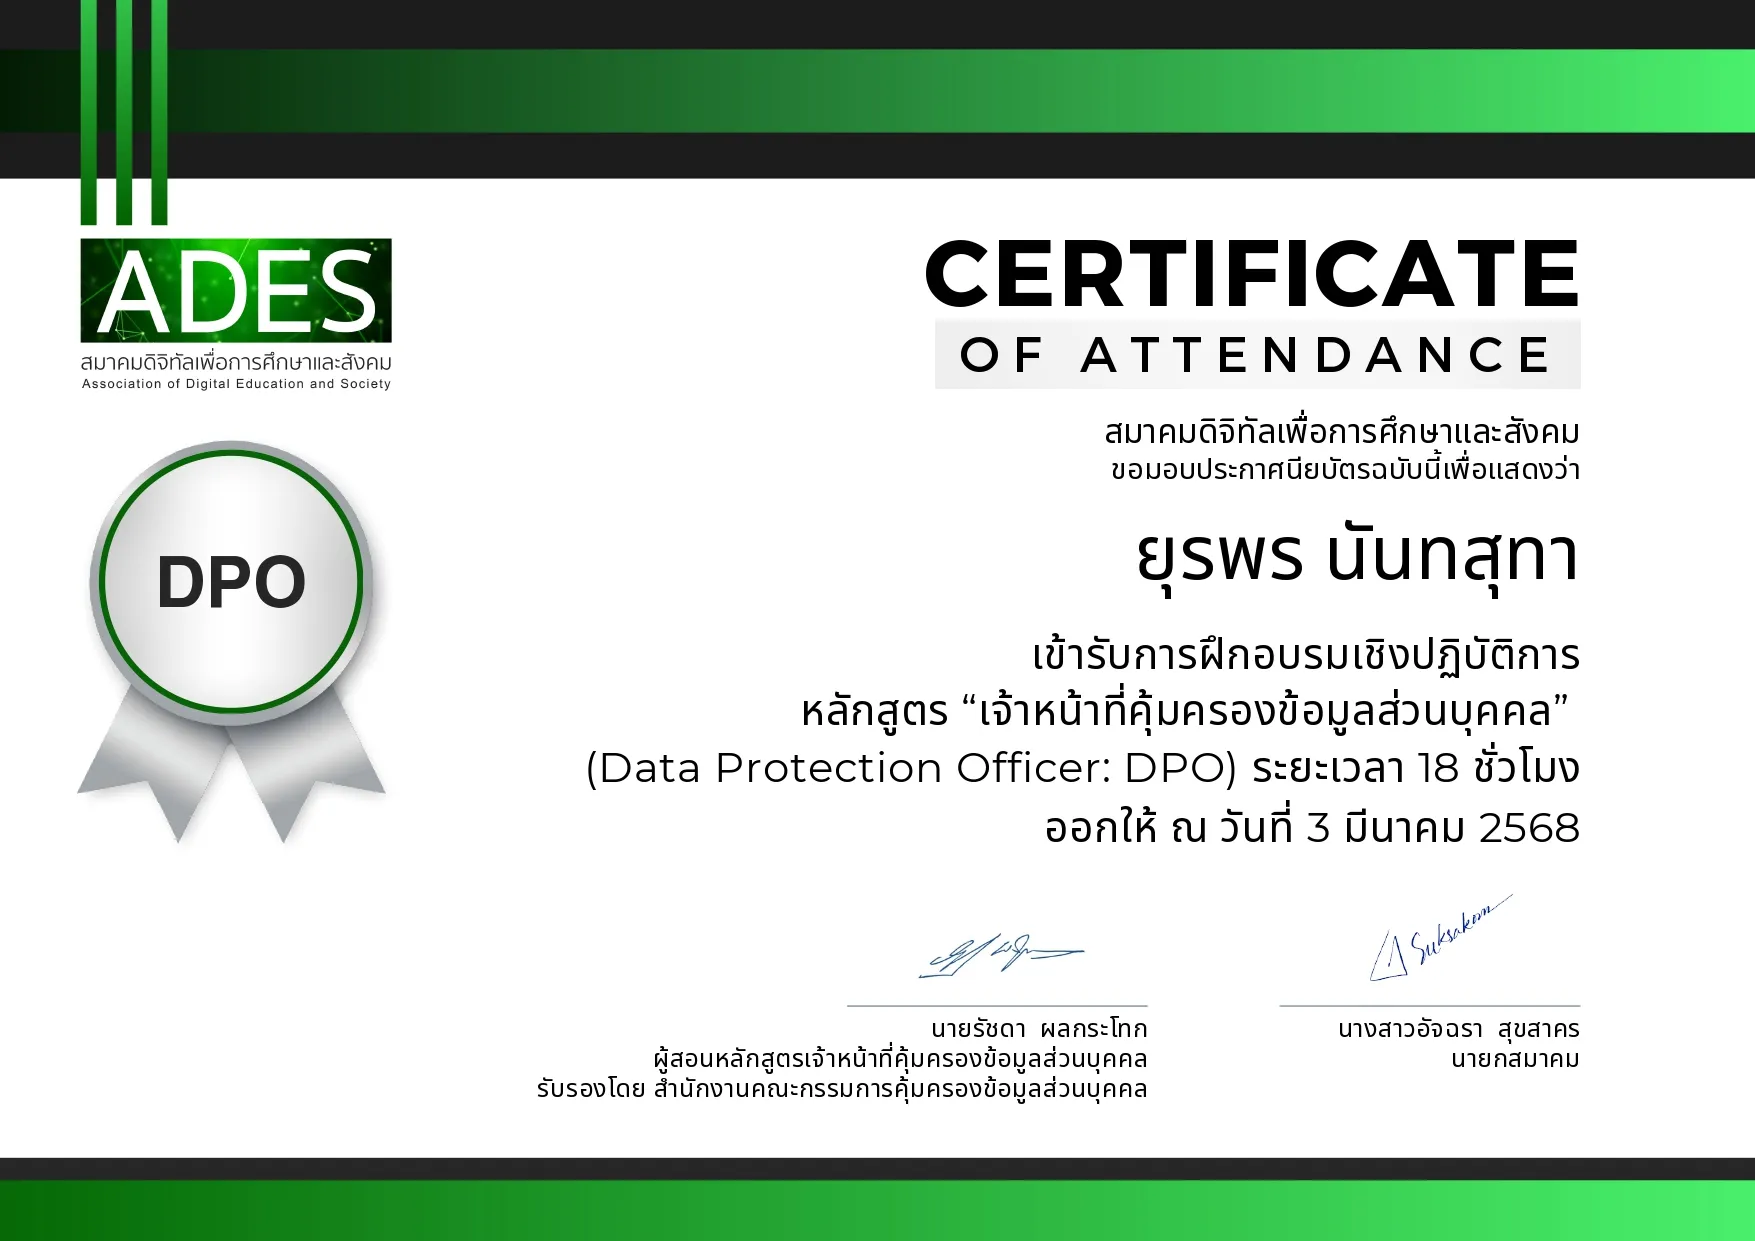 ADES
สมาคมดิจิทัลเพื่อการศึกษาและสังคม
Association of Digital Education and Society
DPO
CERTIFICATE
OF ATTENDANCE
สมาคมดิจิทัลเพื่อการศึกษาและสังคม
ขอมอบประกาศนียบัตรฉบับนี้เพื่อแสดงว่า
ยุรพร นันทสุทา
เข้ารับการฝึกอบรมเชิงปฏิบัติการ
หลักสูตร “เจ้าหน้าที่คุ้มครองข้อมูลส่วนบุคคล”
(Data Protection Officer: DPO) ระยะเวลา 18 ชั่วโมง
ออกให้ ณ วันที่ 3 มีนาคม 2568
Suksakorn
นายรัชดา ผลกระโทก
ผู้สอนหลักสูตรเจ้าหน้าที่คุ้มครองข้อมูลส่วนบุคคล
รับรองโดย สำนักงานคณะกรรมการคุ้มครองข้อมูลส่วนบุคคล
นางสาวอัจฉรา สุขสาคร
นายกสมาคม